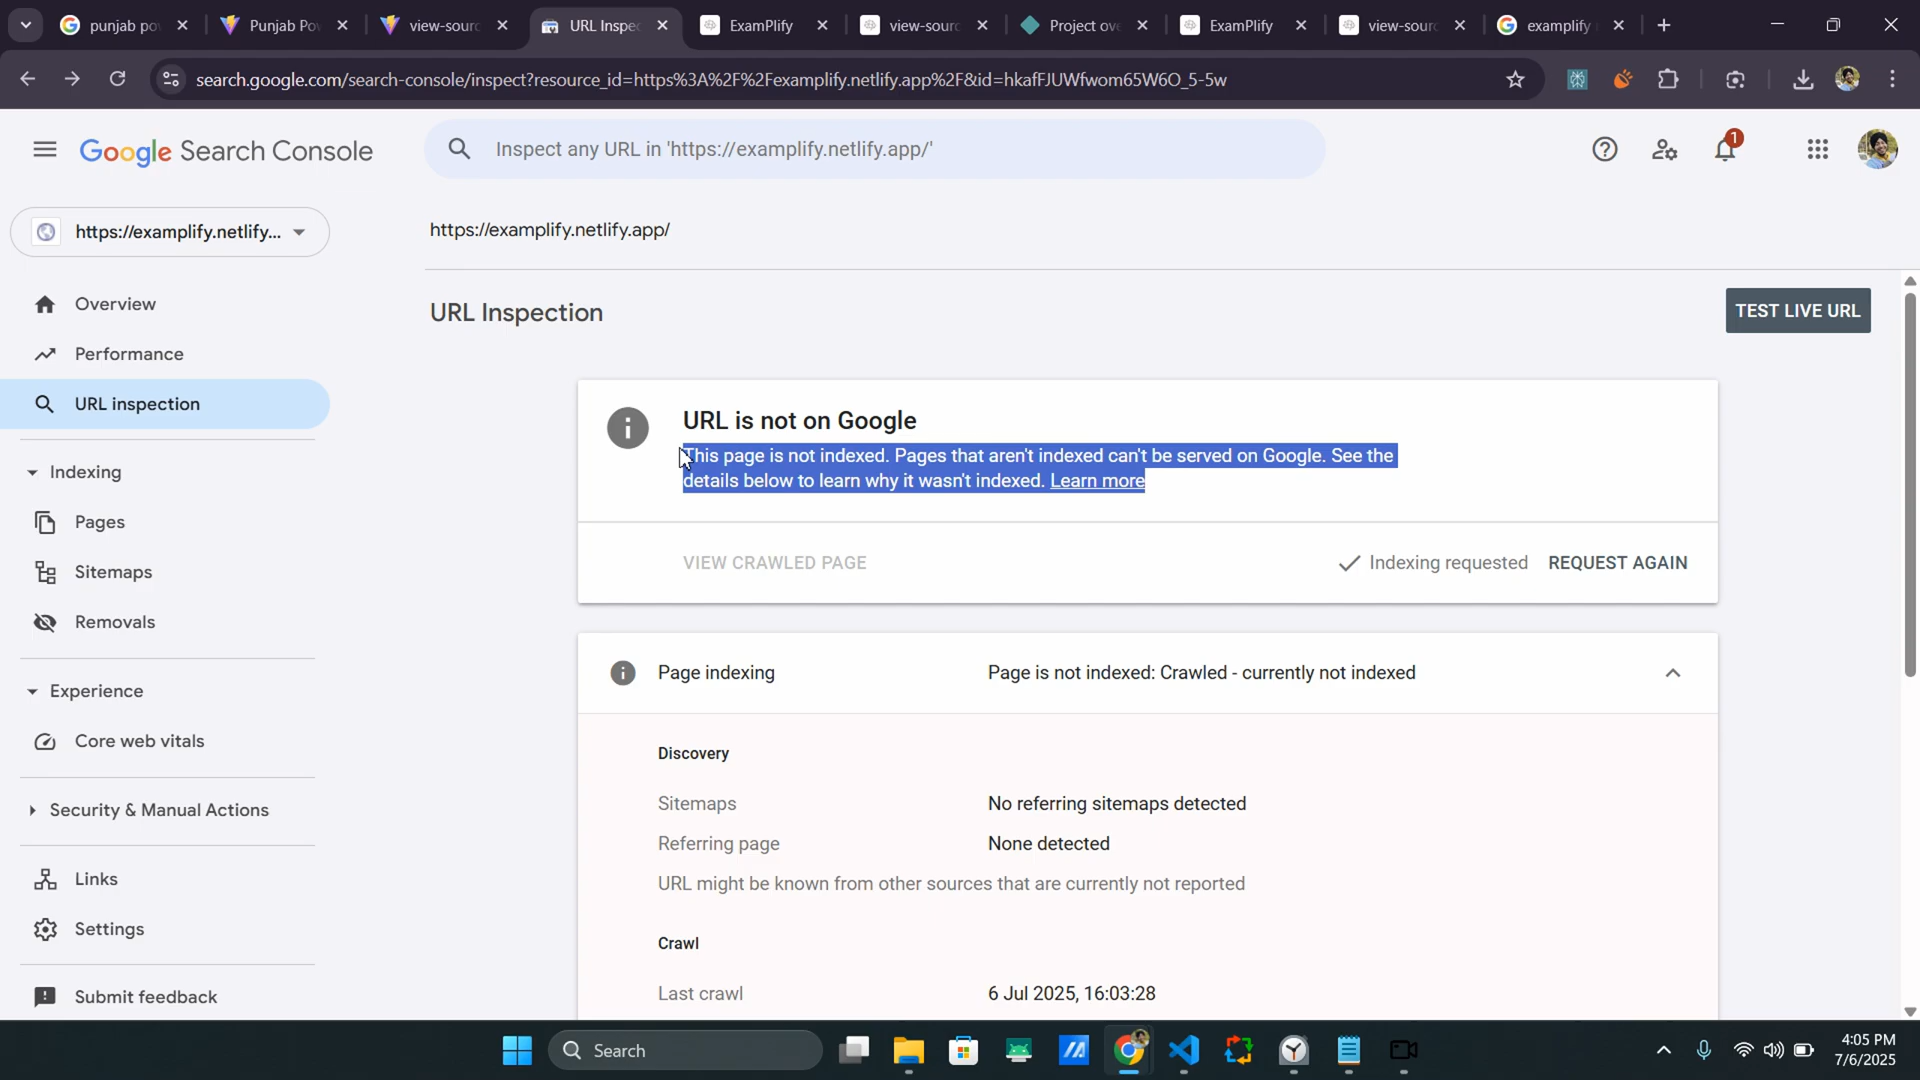 punjab po
Punjab Po
view-sour
URL Inspe
ExamPlify
view-sour
Project ov
ExamPlify
view-sour
examplify
search.google.com/search-console/inspect?resource_id=https%3A%2F%2Fexamplify.netlify.app%2F&id=hkafFJUWfwom65W6O_5-5w
Google Search Console
Inspect any URL in 'https://examplify.netlify.app/'
1
https://examplify.netlify...
https://examplify.netlify.app/
Overview
Performance
URL inspection
Indexing
Pages
Sitemaps
Removals
Experience
Core web vitals
Security & Manual Actions
Links
Settings
Submit feedback
URL Inspection
TEST LIVE URL
URL is not on Google
This page is not indexed. Pages that aren't indexed can't be served on Google. See the
details below to learn why it wasn't indexed. Learn more
VIEW CRAWLED PAGE
Indexing requested
REQUEST AGAIN
Page indexing
Page is not indexed: Crawled - currently not indexed
Discovery
Sitemaps
No referring sitemaps detected
Referring page
None detected
URL might be known from other sources that are currently not reported
Crawl
Last crawl
6 Jul 2025, 16:03:28
Search
4:05 PM
7/6/2025